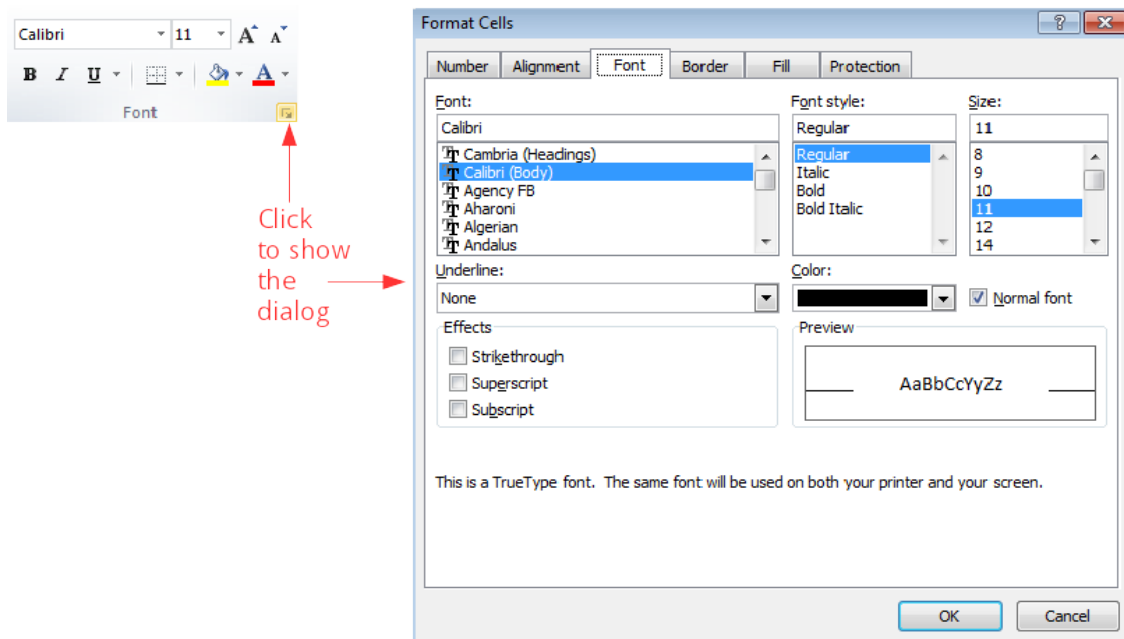 Calibri 11 A A
B I U A
Font
Click
to show
the
dialog
Format Cells
Number Alignment Font Border Fill Protection
Font: Font style: Size:
Calibri Regular 11
Cambria (Headings) Regular 8
Calibri (Body) Italic 9
Agency FB Bold 10
Aharoni Bold Italic 11
Algerian 12
Andalus 14
Underline: Color:
None Normal font
Effects Preview
Strikethrough
Superscript AaBbCcYyZz
Subscript
This is a TrueType font. The same font will be used on both your printer and your screen.
OK Cancel